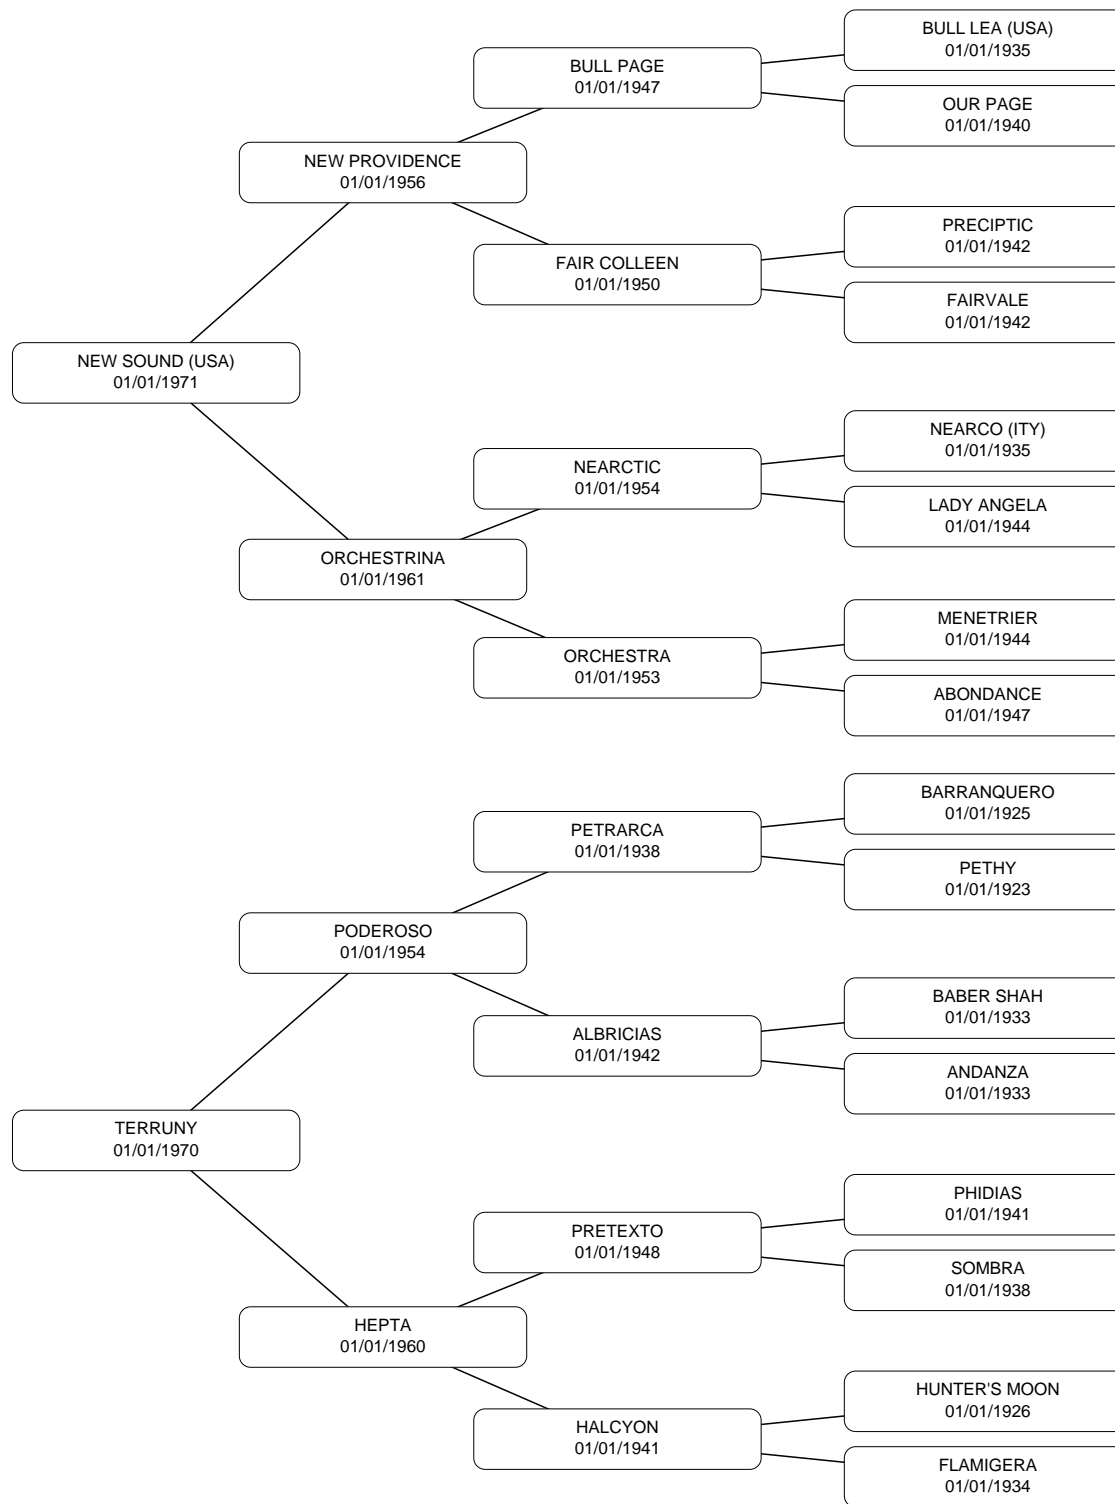 BULL LEA (USA)
01/01/1935
BULL PAGE
01/01/1947
OUR PAGE
01/01/1940
NEW PROVIDENCE
01/01/1956
PRECIPTIC
01/01/1942
FAIR COLLEEN
01/01/1950
FAIRVALE
01/01/1942
NEW SOUND (USA)
01/01/1971
NEARCO (ITY)
01/01/1935
NEARCTIC
01/01/1954
LADY ANGELA
01/01/1944
ORCHESTRINA
01/01/1961
MENETRIER
01/01/1944
ORCHESTRA
01/01/1953
ABONDANCE
01/01/1947
BARRANQUERO
01/01/1925
PETRARCA
01/01/1938
PETHY
01/01/1923
PODEROSO
01/01/1954
BABER SHAH
01/01/1933
ALBRICIAS
01/01/1942
ANDANZA
01/01/1933
TERRUNY
01/01/1970
PHIDIAS
01/01/1941
PRETEXTO
01/01/1948
SOMBRA
01/01/1938
HEPTA
01/01/1960
HUNTER'S MOON
01/01/1926
HALCYON
01/01/1941
FLAMIGERA
01/01/1934